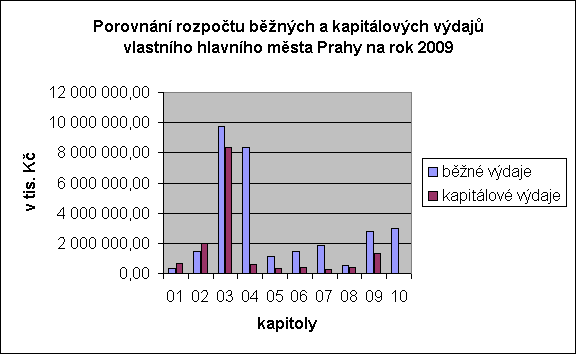 Porovnání rozpočtu běžných a kapitálových výdajů
vlastního hlavního města Prahy na rok 2009
v tis. Kč
12 000 000,00
10 000 000,00
8 000 000,00
6 000 000,00
4 000 000,00
2 000 000,00
0,00
01 02 03 04 05 06 07 08 09 10
kapitoly
běžné výdaje
kapitálové výdaje